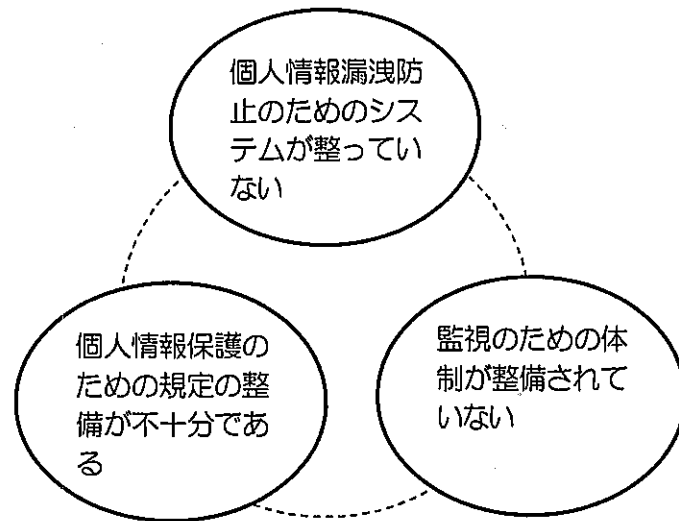 個人情報漏洩防
止のためのシス
テムが整ってい
ない
個人情報保護の
ための規定の整
備が不十分であ
る
監視のための体
制が整備されて
いない